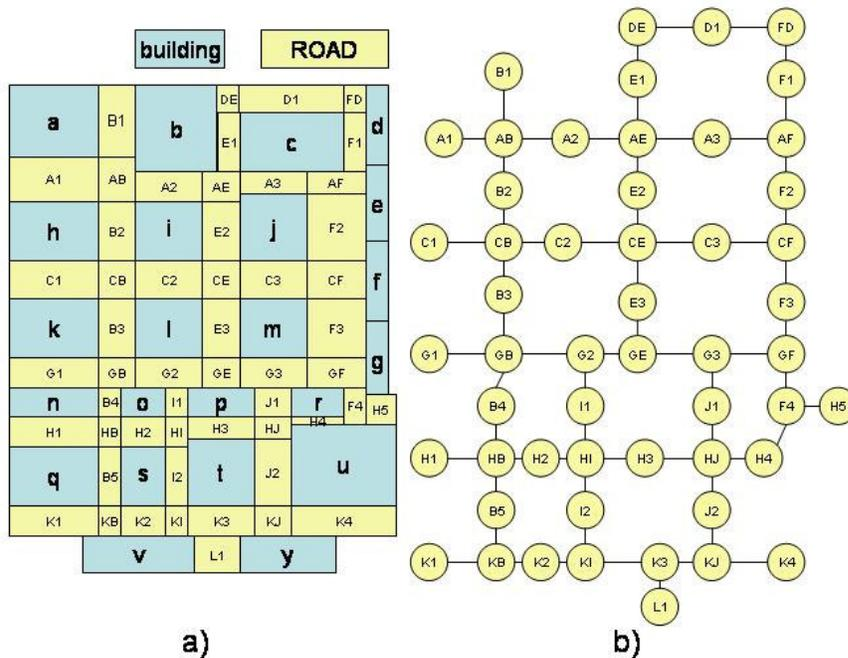 building ROAD
DE D1 FD
a B1 b E1 c F1 d
A1 AB A2 AE A3 AF
h B2 i E2 j F2 e
C1 CB C2 CE C3 CF f
k B3 l E3 m F3
G1 GB G2 GE G3 GF g
n B4 o I1 p J1 r F4 H5
H1 HB H2 HI H3 HJ H4
q B5 s I2 t J2 u
K1 KB K2 KI K3 KJ K4
v L1 y
a)
DE D1 FD
B1 E1 F1
A1 AB A2 AE A3 AF
B2 E2 F2
C1 CB C2 CE C3 CF
B3 E3 F3
G1 GB G2 GE G3 GF
B4 I1 J1 F4 H5
H1 HB H2 HI H3 HJ H4
B5 I2 J2
K1 KB K2 KI K3 KJ K4
L1
b)